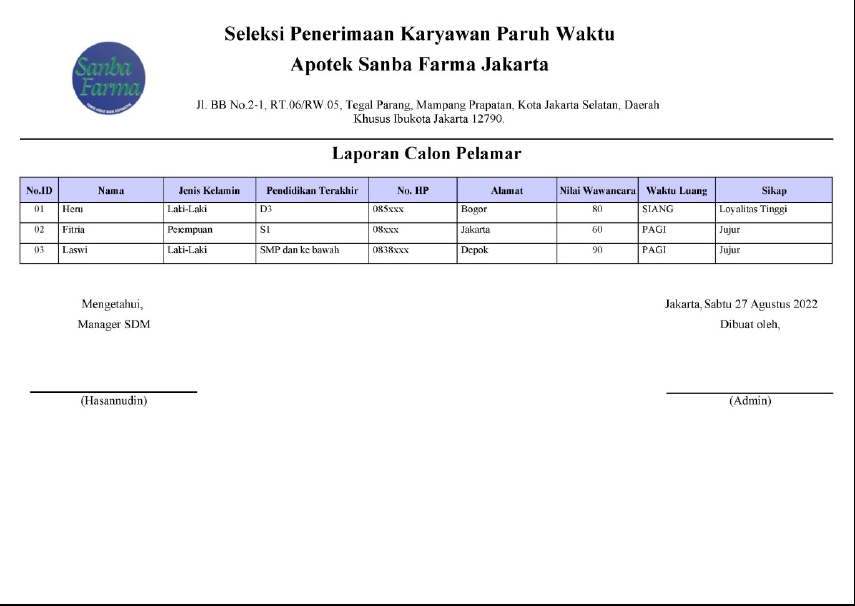 Seleksi Penerimaan Karyawan Paruh Waktu
Apotek Sanba Farma Jakarta
Sanba
Farma
Jl. BB No.2-1, RT.06/RW.05, Tegal Parang, Mampang Prapatan, Kota Jakarta Selatan, Daerah
Khusus Ibukota Jakarta 12790.
Laporan Calon Pelamar
No.ID Nama Jenis Kelamin Pendidikan Terakhir No. HP Alamat Nilai Wawancara Waktu Luang Sikap
01 Heru Laki-Laki D3 085xxx Bogor 80 SIANG Loyalitas Tinggi
02 Fitria Perempuan S1 08xxx Jakarta 60 PAGI Jujur
03 Laswi Laki-Laki SMP dan ke bawah 0838xxx Depok 90 PAGI Jujur
Mengetahui, Jakarta, Sabtu 27 Agustus 2022
Manager SDM Dibuat oleh,
(Hasannudin) (Admin)